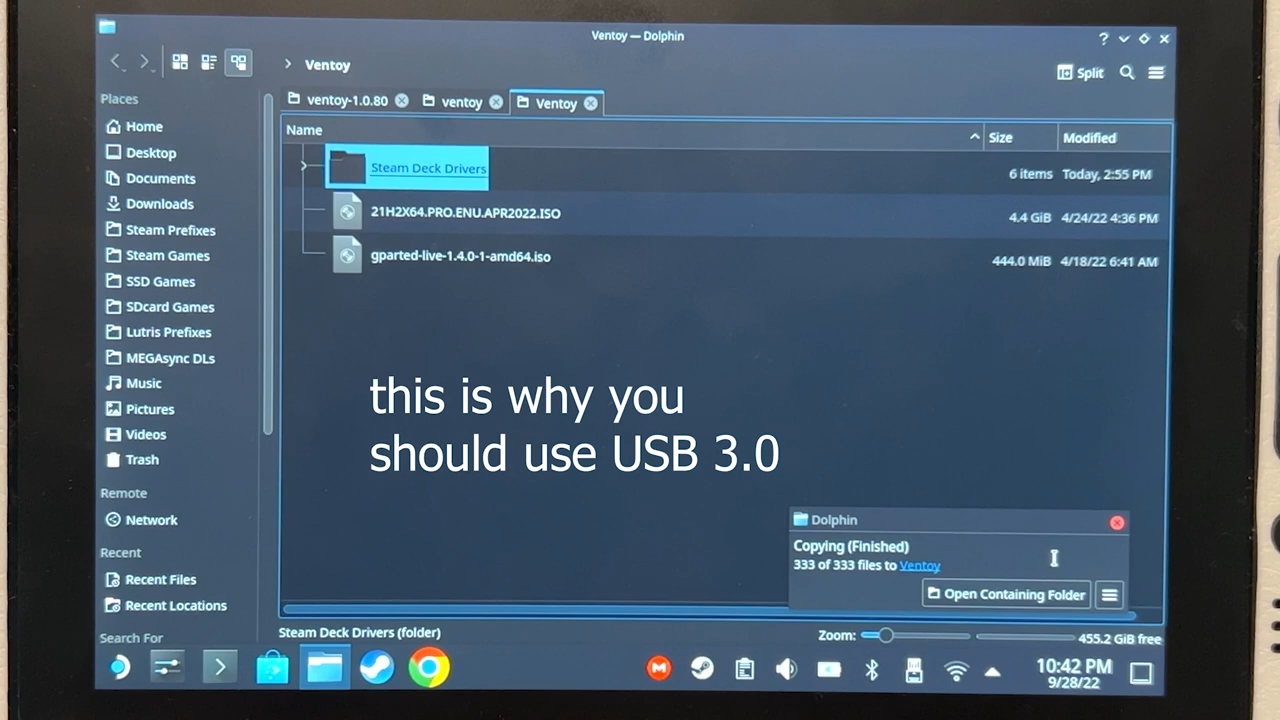 Ventoy — Dolphin
Ventoy
Split
Places
Home
Desktop
Documents
Downloads
Steam Prefixes
Steam Games
SSD Games
SDcard Games
Lutris Prefixes
MEGAsync DLs
Music
Pictures
Videos
Trash
Remote
Network
Recent
Recent Files
Recent Locations
Search For
ventoy-1.0.80
ventoy
Ventoy
Name Size Modified
Steam Deck Drivers 6 items Today, 2:55 PM
21H2X64.PRO.ENU.APR2022.ISO 4.4 GiB 4/24/22 4:36 PM
gparted-live-1.4.0-1-amd64.iso 444.0 MiB 4/18/22 6:41 AM
this is why you
should use USB 3.0
Dolphin
Copying (Finished)
333 of 333 files to Ventoy
Open Containing Folder
Steam Deck Drivers (folder) Zoom: 455.2 GiB free
10:42 PM
9/28/22